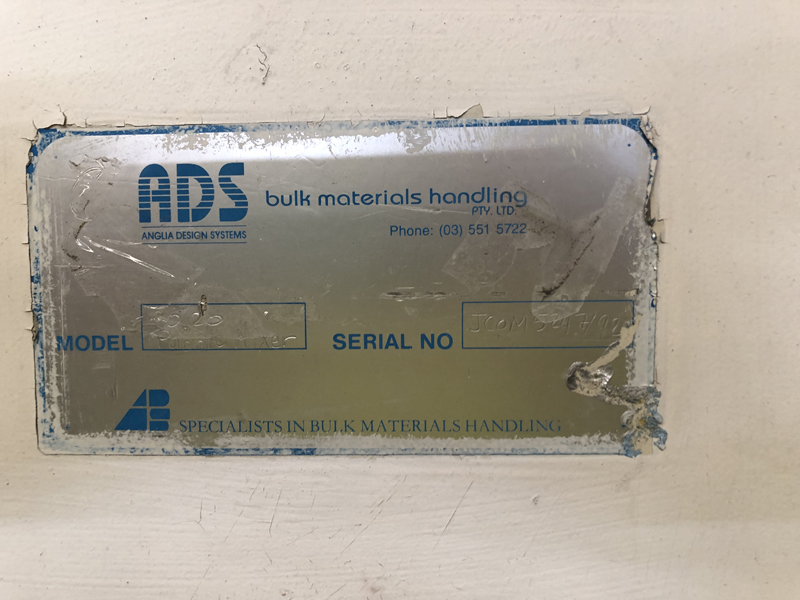 ADS
ANGLIA DESIGN SYSTEMS
bulk materials handling
PTY. LTD.
Phone: (03) 551 5722
MODEL
SERIAL NO
SPECIALISTS IN BULK MATERIALS HANDLING